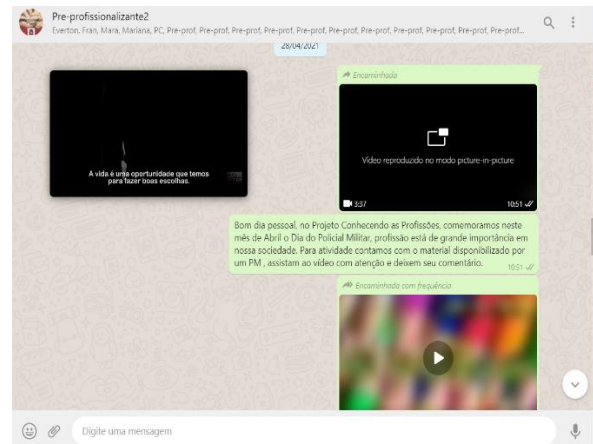 Pre-profissionalizante2
Everton, Fran, Mara, Mariana, PC, Pre-prof, Pre-prof, Pre-prof, Pre-prof, Pre-prof, Pre-prof, Pre-prof, Pre-prof, Pre-prof, Pre-prof, Pre-prof...
28/04/2021
Encaminhada
A vida é uma oportunidade que temos
para fazer boas escolhas.
Vídeo reproduzido no modo picture-in-picture
3:37
10:51
Bom dia pessoal, no Projeto Conhecendo as Profissões, comemoramos neste
mês de Abril o Dia do Policial Militar, profissão está de grande importância em
nossa sociedade. Para atividade contamos com o material disponibilizado por
um PM , assistam ao vídeo com atenção e deixem seu comentário.
10:51
Encaminhada com frequência
Digite uma mensagem